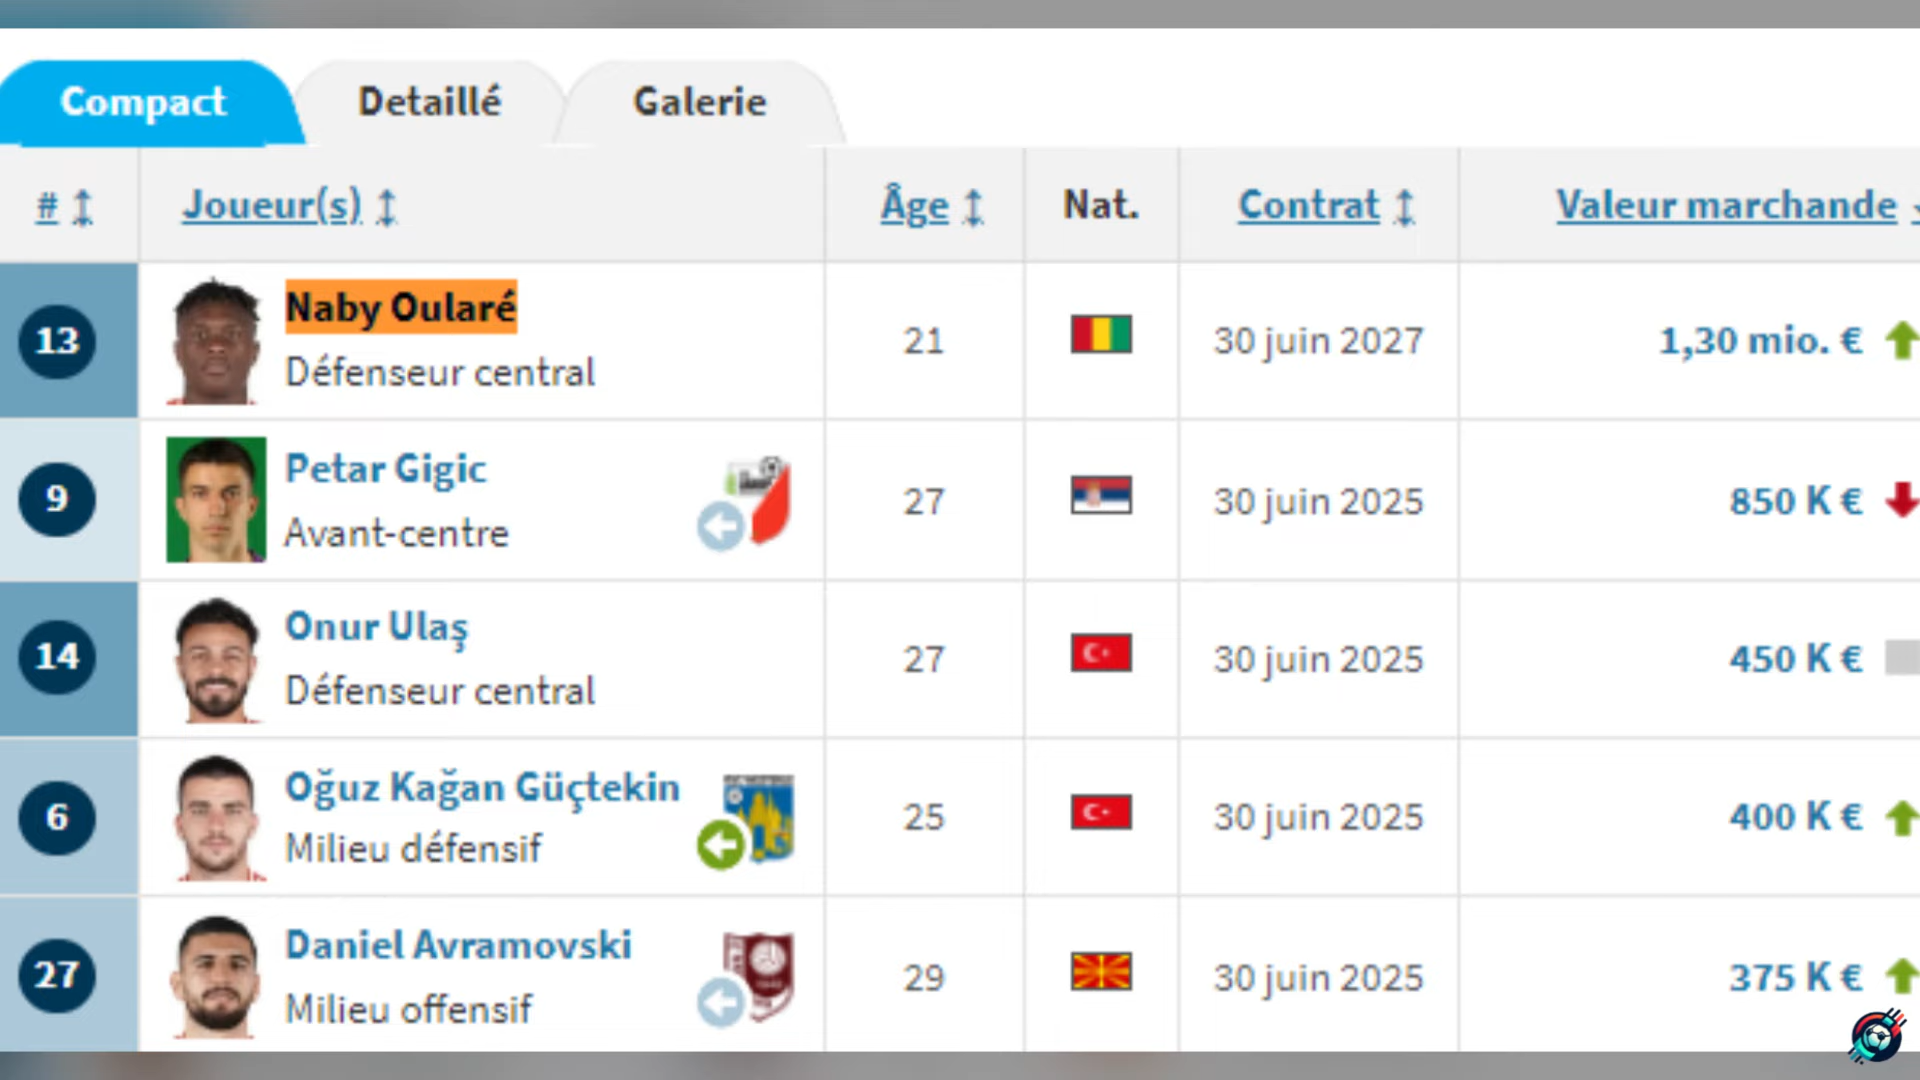 Compact Detaillé Galerie
# Joueur(s) Âge Nat. Contrat Valeur marchande
13 Naby Oularé 21 30 juin 2027 1,30 mio. €
Défenseur central
9 Petar Gigic 27 30 juin 2025 850 K €
Avant-centre
14 Onur Ulaş 27 30 juin 2025 450 K €
Défenseur central
6 Oğuz Kağan Güçtekin 25 30 juin 2025 400 K €
Milieu défensif
27 Daniel Avramovski 29 30 juin 2025 375 K €
Milieu offensif